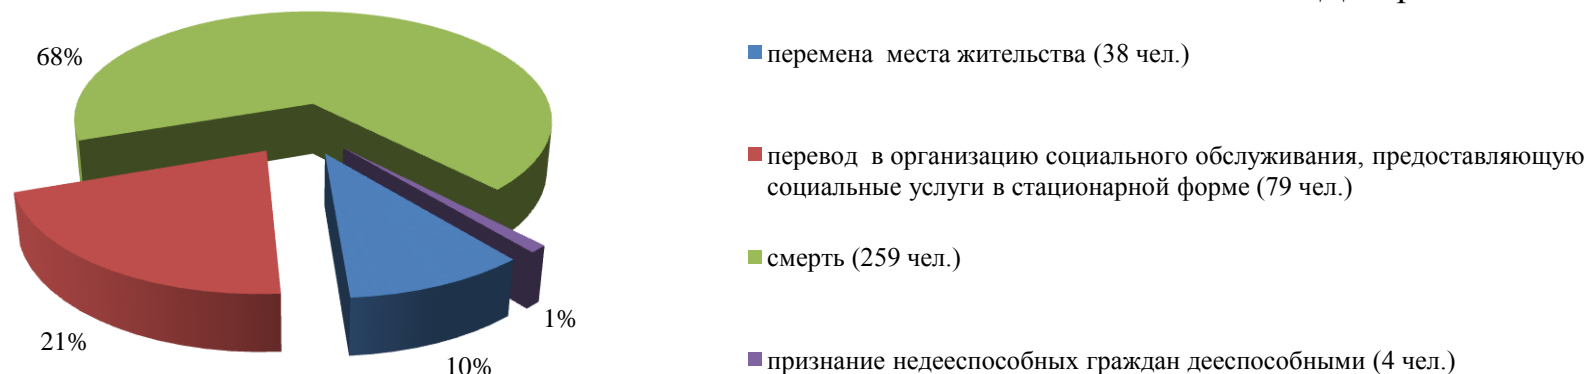 68%
перемена места жительства (38 чел.)
перевод в организацию социального обслуживания, предоставляющую
социальные услуги в стационарной форме (79 чел.)
смерть (259 чел.)
1%
21%
10%
признание недееспособных граждан дееспособными (4 чел.)